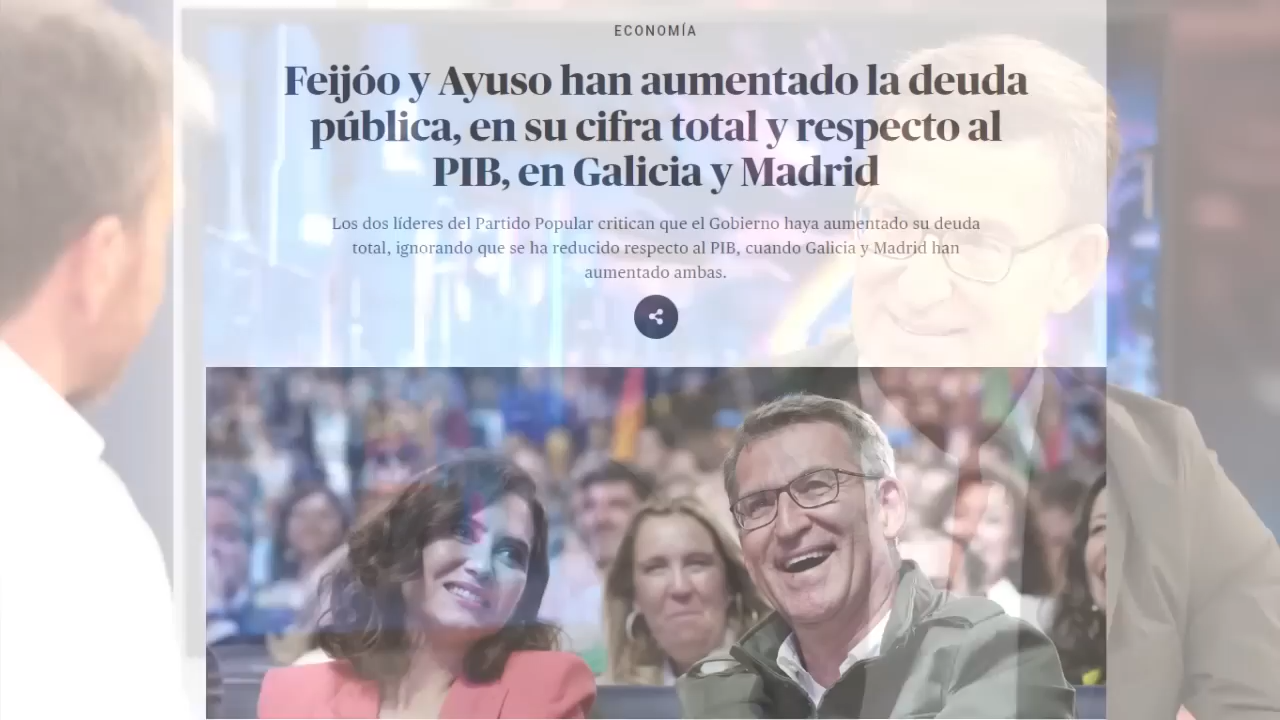 ECONOMÍA
Feijóo y Ayuso han aumentado la deuda
pública, en su cifra total y respecto al
PIB, en Galicia y Madrid
Los dos líderes del Partido Popular critican que el Gobierno haya aumentado su deuda
total, ignorando que se ha reducido respecto al PIB, cuando Galicia y Madrid han
aumentado ambas.